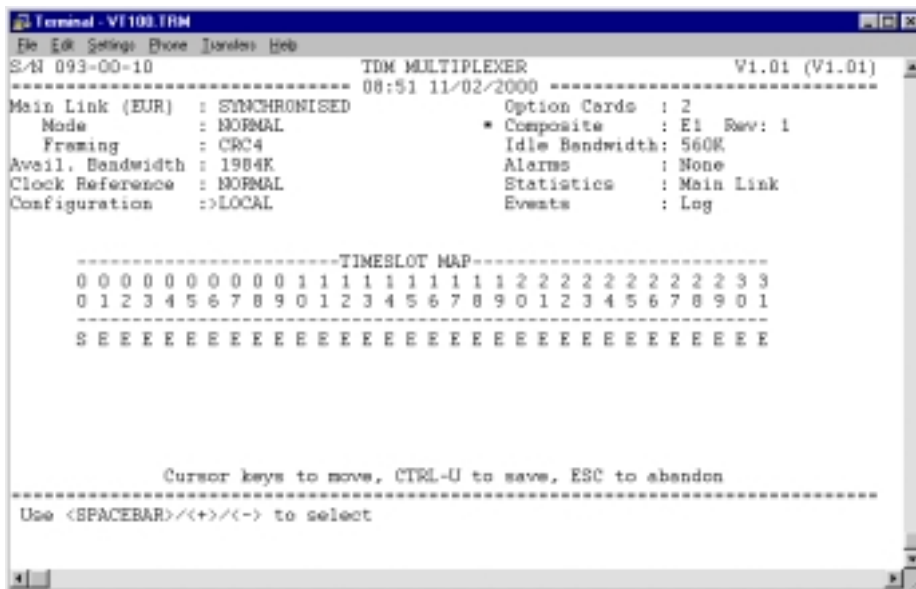 Terminal - VT100.TRM
File Edit Settings Phone Transfers Help
S/N 093-00-10 TDM MULTIPLEXER V1.01 (V1.01)
=============================== 08:51 11/02/2000 ==============================
Main Link (EUR) : SYNCHRONISED Option Cards : 2
Mode : NORMAL * Composite : E1 Rev: 1
Framing : CRC4 Idle Bandwidth: 560K
Avail. Bandwidth : 1984K Alarms : None
Clock Reference : NORMAL Statistics : Main Link
Configuration :>LOCAL Events : Log
------------------------TIMESLOT MAP---------------------------
0 0 0 0 0 0 0 0 0 0 1 1 1 1 1 1 1 1 1 1 2 2 2 2 2 2 2 2 2 2 3 3
0 1 2 3 4 5 6 7 8 9 0 1 2 3 4 5 6 7 8 9 0 1 2 3 4 5 6 7 8 9 0 1
---------------------------------------------------------------
S E E E E E E E E E E E E E E E E E E E E E E E E E E E E E E E
Cursor keys to move, CTRL-U to save, ESC to abandon
===============================================================================
Use <SPACEBAR>/<+>/<-> to select